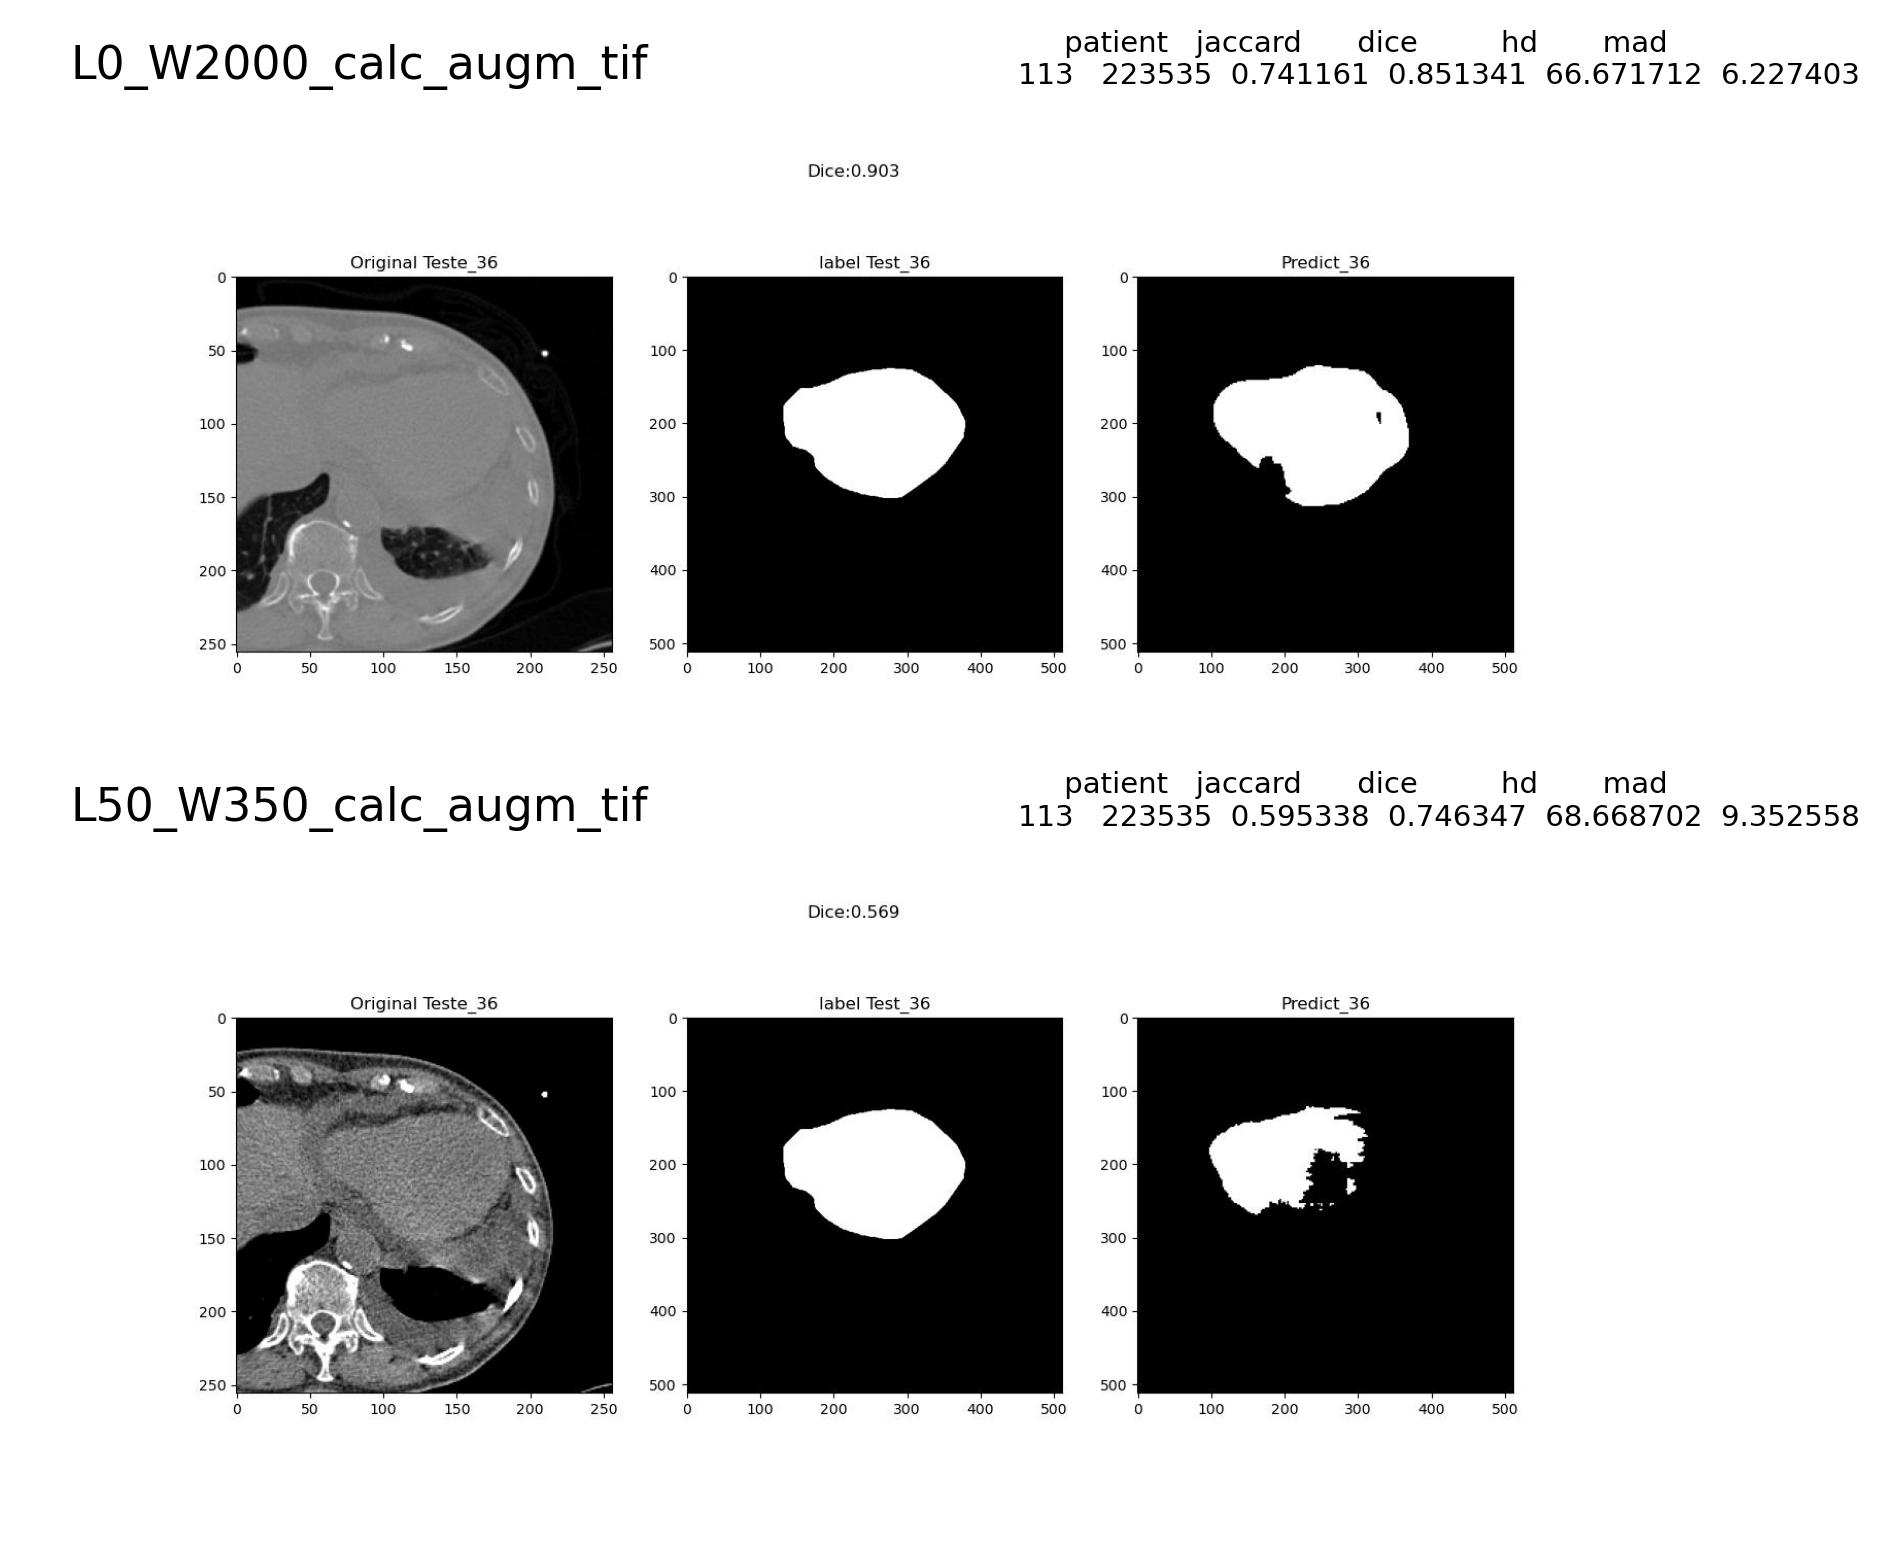 L0_W2000_calc_augm_tif
patient jaccard dice hd mad
113 223535 0.741161 0.851341 66.671712 6.227403
Dice:0.903
Original Teste_36
label Test_36
Predict_36
0
50
100
150
200
250
0 50 100 150 200 250
0
100
200
300
400
500
0 100 200 300 400 500
0
100
200
300
400
500
0 100 200 300 400 500
L50_W350_calc_augm_tif
patient jaccard dice hd mad
113 223535 0.595338 0.746347 68.668702 9.352558
Dice:0.569
Original Teste_36
label Test_36
Predict_36
0
50
100
150
200
250
0 50 100 150 200 250
0
100
200
300
400
500
0 100 200 300 400 500
0
100
200
300
400
500
0 100 200 300 400 500